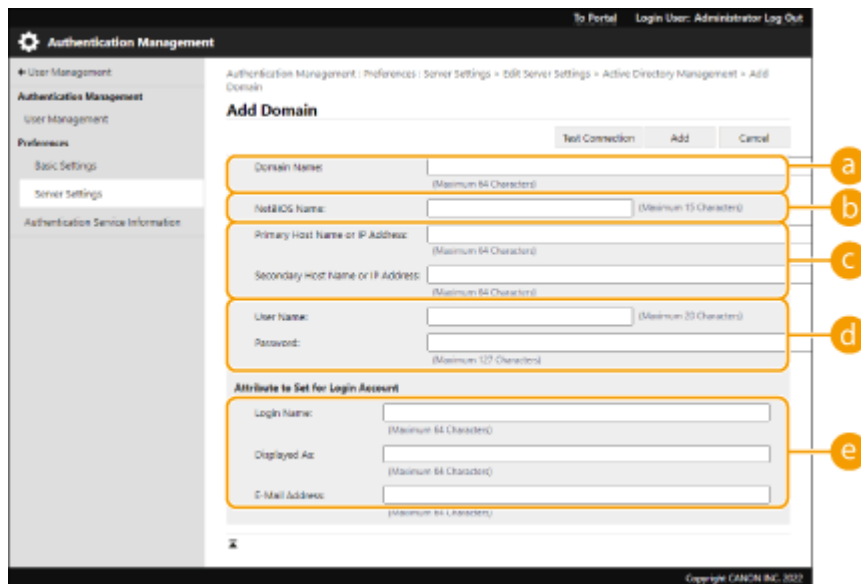 To Portal Login User: Administrator Log Out
Authentication Management
User Management
Authentication Management
User Management
Preferences
Basic Settings
Server Settings
Authentication Service Information
Authentication Management : Preferences : Server Settings > Edit Server Settings > Active Directory Management > Add
Domain
Add Domain
Test Connection Add Cancel
Domain Name:
(Maximum 64 Characters)
a
NetBIOS Name: (Maximum 15 Characters)
b
Primary Host Name or IP Address:
(Maximum 64 Characters)
c
Secondary Host Name or IP Address:
(Maximum 64 Characters)
User Name: (Maximum 20 Characters)
d
Password:
(Maximum 127 Characters)
Attribute to Set for Login Account
Login Name:
(Maximum 64 Characters)
Displayed As:
(Maximum 64 Characters)
e
E-Mail Address:
(Maximum 64 Characters)
Copyright CANON INC. 2022